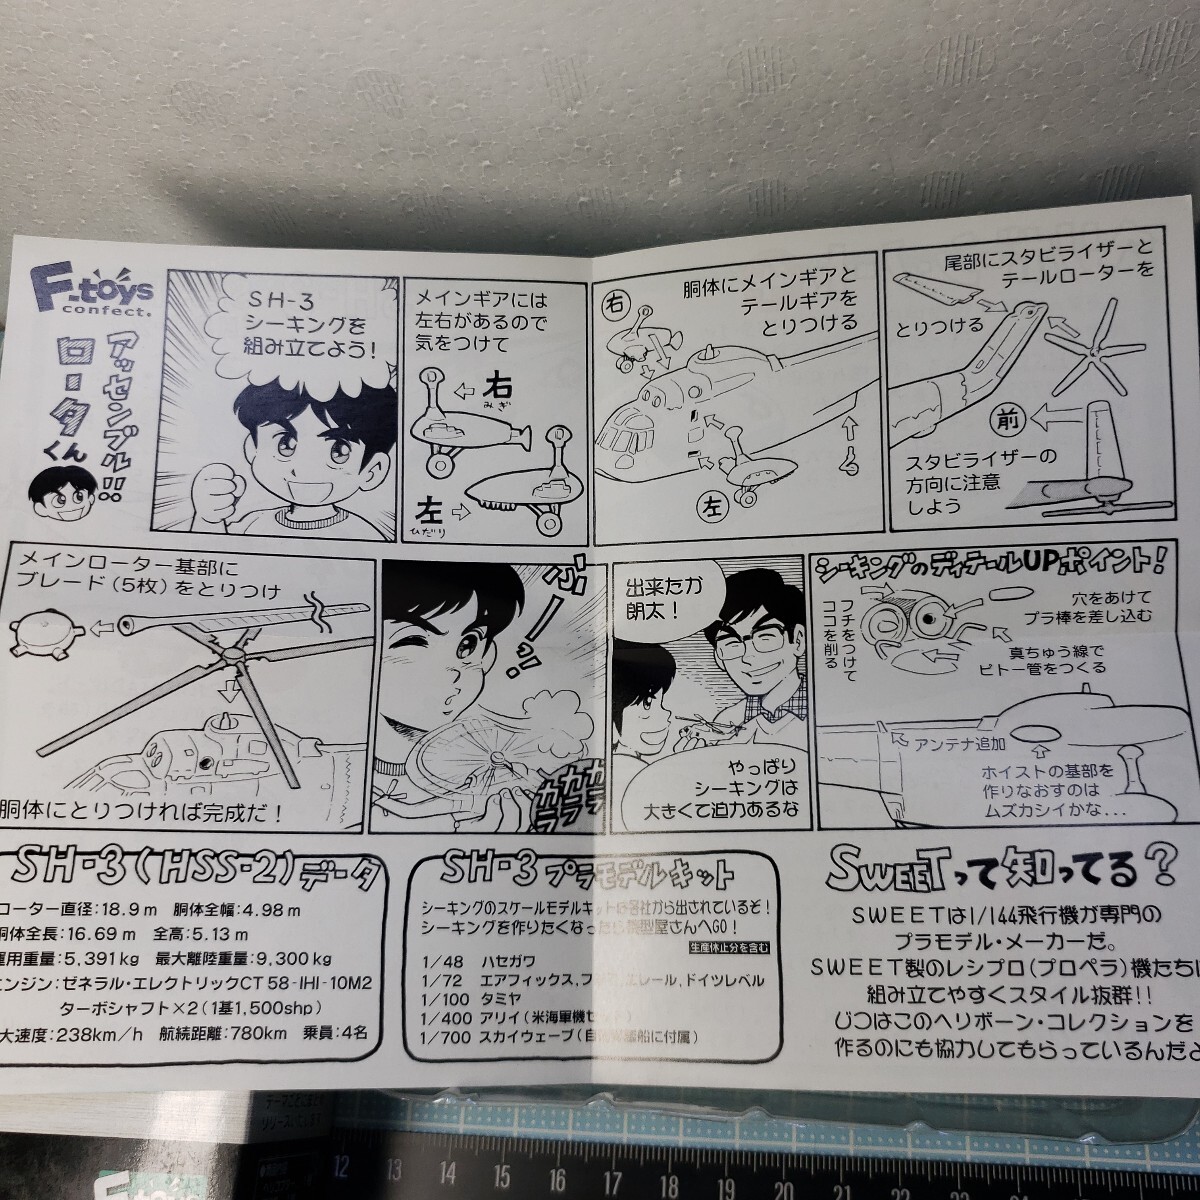 F-toys
confect.
アッセンブル!!
ロータくん
SH-3
シーキングを
組み立てよう!
メインギアには
左右があるので
気をつけて
右
みぎ
左
ひだり
右
胴体にメインギアと
テールギアを
とりつける
左
尾部にスタビライザーと
テールローターを
とりつける
前
スタビライザーの
方向に注意
しよう
メインローター基部に
ブレード(5枚)をとりつけ
胴体にとりつければ完成だ!
ふーっ!
カラ
カラ
カラ
出来たか
朗太!
やっぱり
シーキングは
大きくて迫力あるな
シーキングのディテールUPポイント!
フチをつけて
ココを削る
穴をあけて
プラ棒を差し込む
真ちゅう線で
ピトー管をつくる
アンテナ追加
ホイストの基部を
作りなおすのは
ムズカシイかな...
SH-3(HSS-2)データ
ローター直径:18.9m 胴体全幅:4.98m
胴体全長:16.69m 全高:5.13m
運用重量:5,391kg 最大離陸重量:9,300kg
エンジン:ゼネラル・エレクトリックCT58-IHI-10M2
ターボシャフト×2(1基1,500shp)
大速度:238km/h 航続距離:780km 乗員:4名
SH-3プラモデルキット
シーキングのスケールモデルキットは各社から出されているぞ!
シーキングを作りたくなったら模型屋さんへGO!
生産休止分を含む
1/48 ハセガワ
1/72 エアフィックス,フジミ,エレール,ドイツレベル
1/100 タミヤ
1/400 アリイ(米海軍機セット)
1/700 スカイウェーブ(自衛艦船に付属)
SWEETって知ってる?
SWEETは1/144飛行機が専門の
プラモデル・メーカーだ。
SWEET製のレシプロ(プロペラ)機たちは
組み立てやすくスタイル抜群!!
じつはこのヘリボーン・コレクションを
作るのにも協力してもらっているんだよ
12 13 14 15 16 17 18 19 20 21 22 23 24
F-toys